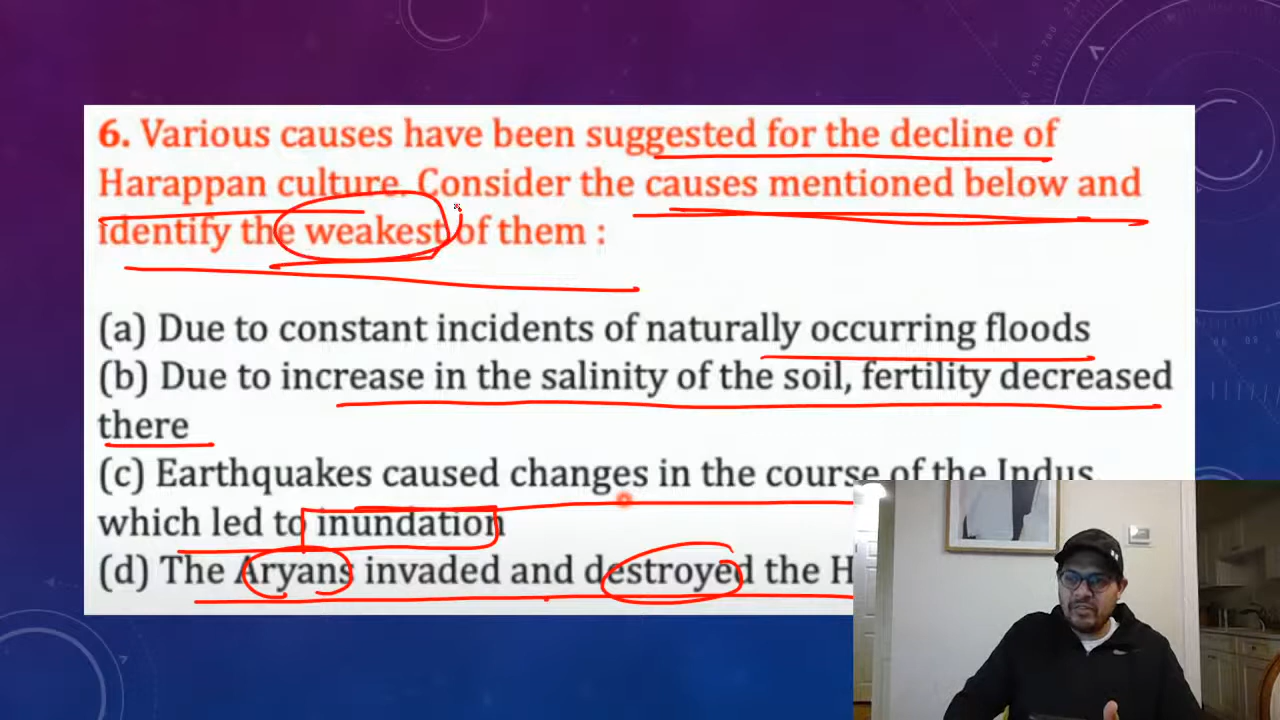 6. Various causes have been suggested for the decline of
Harappan culture. Consider the causes mentioned below and
identify the weakest of them :
(a) Due to constant incidents of naturally occurring floods
(b) Due to increase in the salinity of the soil, fertility decreased
there
(c) Earthquakes caused changes in the course of the Indus,
which led to inundation
(d) The Aryans invaded and destroyed the H